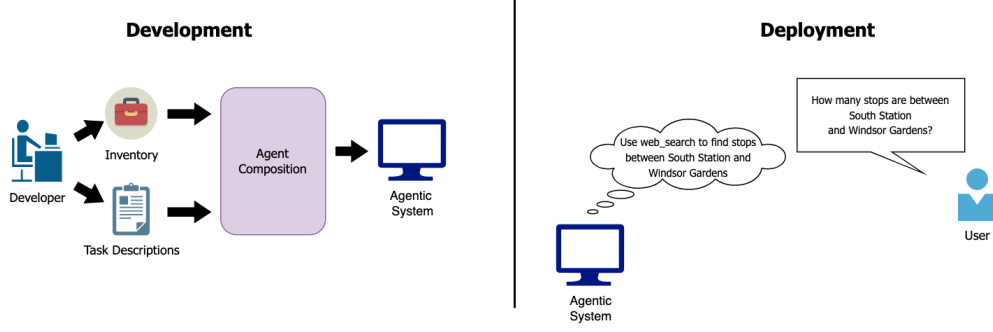 Development
Inventory
Developer
Task Descriptions
Agent
Composition
Agentic
System
Deployment
How many stops are between
South Station
and Windsor Gardens?
Use web_search to find stops
between South Station and
Windsor Gardens
User
Agentic
System